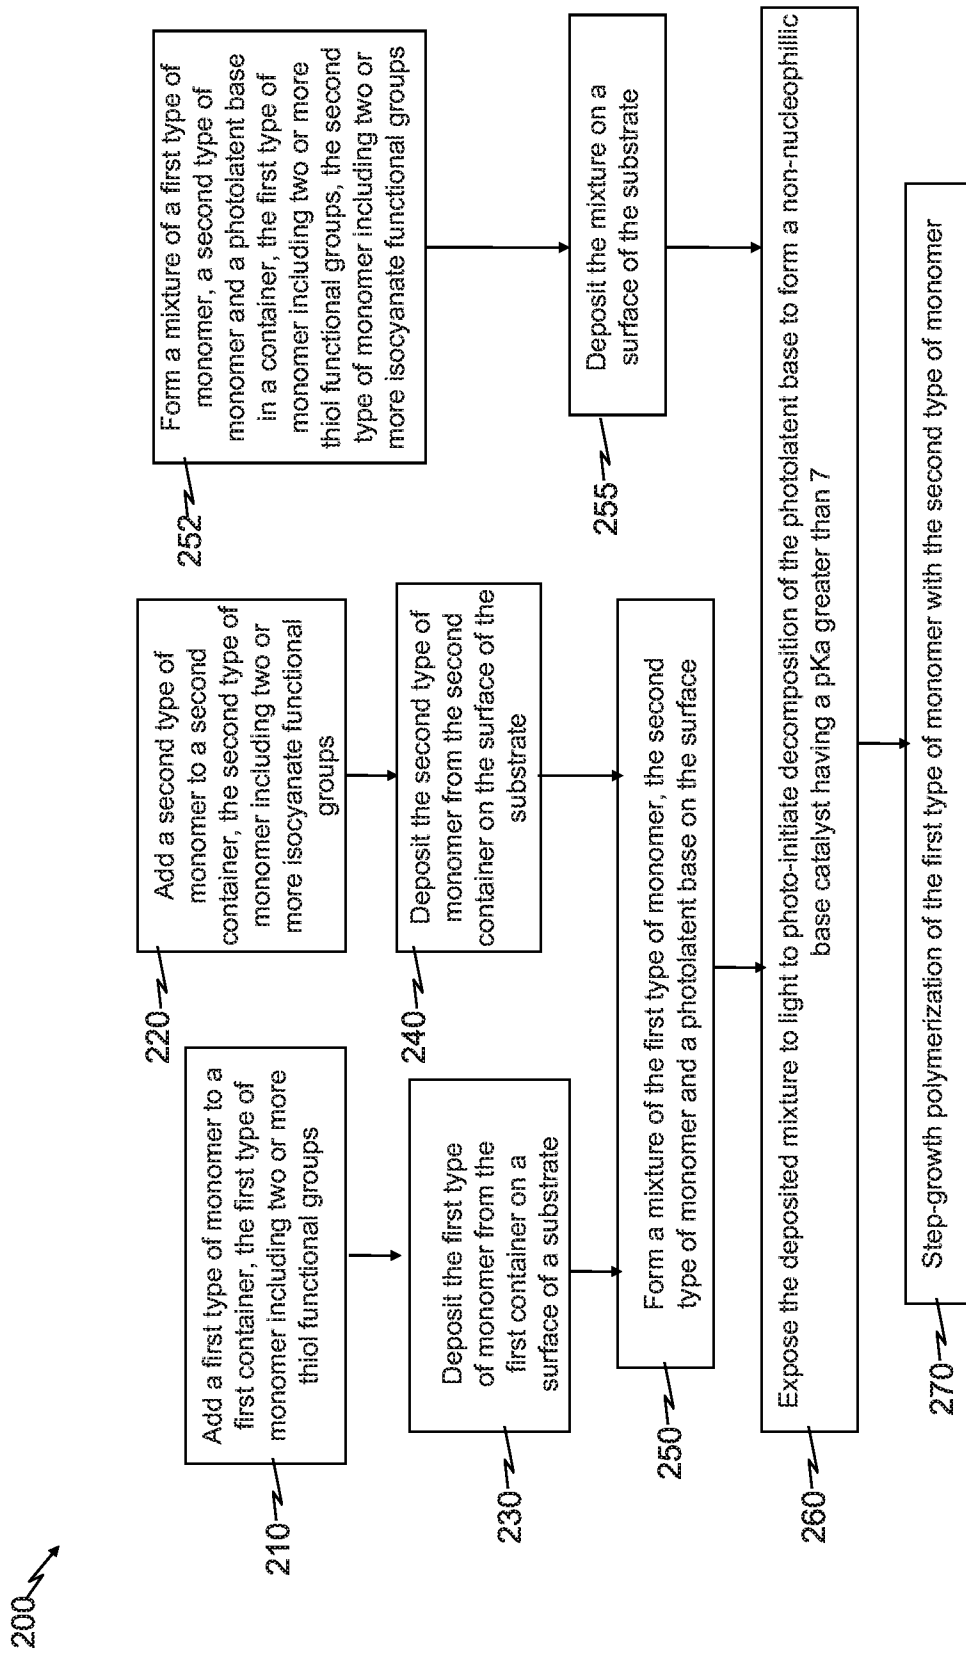 200
210
Add a first type of monomer to a
first container, the first type of
monomer including two or more
thiol functional groups
220
Add a second type of
monomer to a second
container, the second type of
monomer including two or
more isocyanate functional
groups
252
Form a mixture of a first type of
monomer, a second type of
monomer and a photolatent base
in a container, the first type of
monomer including two or more
thiol functional groups, the second
type of monomer including two or
more isocyanate functional groups
230
Deposit the first type
of monomer from the
first container on a
surface of a substrate
240
Deposit the second type of
monomer from the second
container on the surface of the
substrate
255
Deposit the mixture on a
surface of the substrate
250
Form a mixture of the first type of monomer, the second
type of monomer and a photolatent base on the surface
260
Expose the deposited mixture to light to photo-initiate decomposition of the photolatent base to form a non-nucleophillic
base catalyst having a pKa greater than 7
270
Step-growth polymerization of the first type of monomer with the second type of monomer